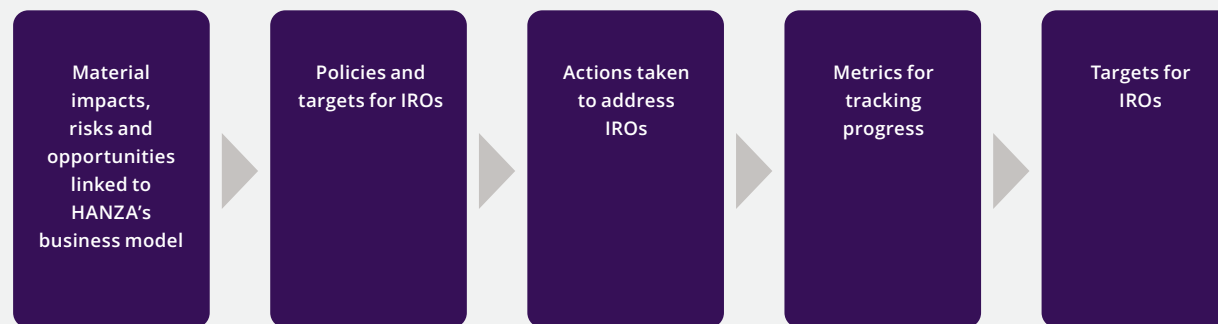 Material
impacts,
risks and
opportunities
linked to
HANZA's
business model
Policies and
targets for IROs
Actions taken
to address
IROs
Metrics for
tracking
progress
Targets for
IROs